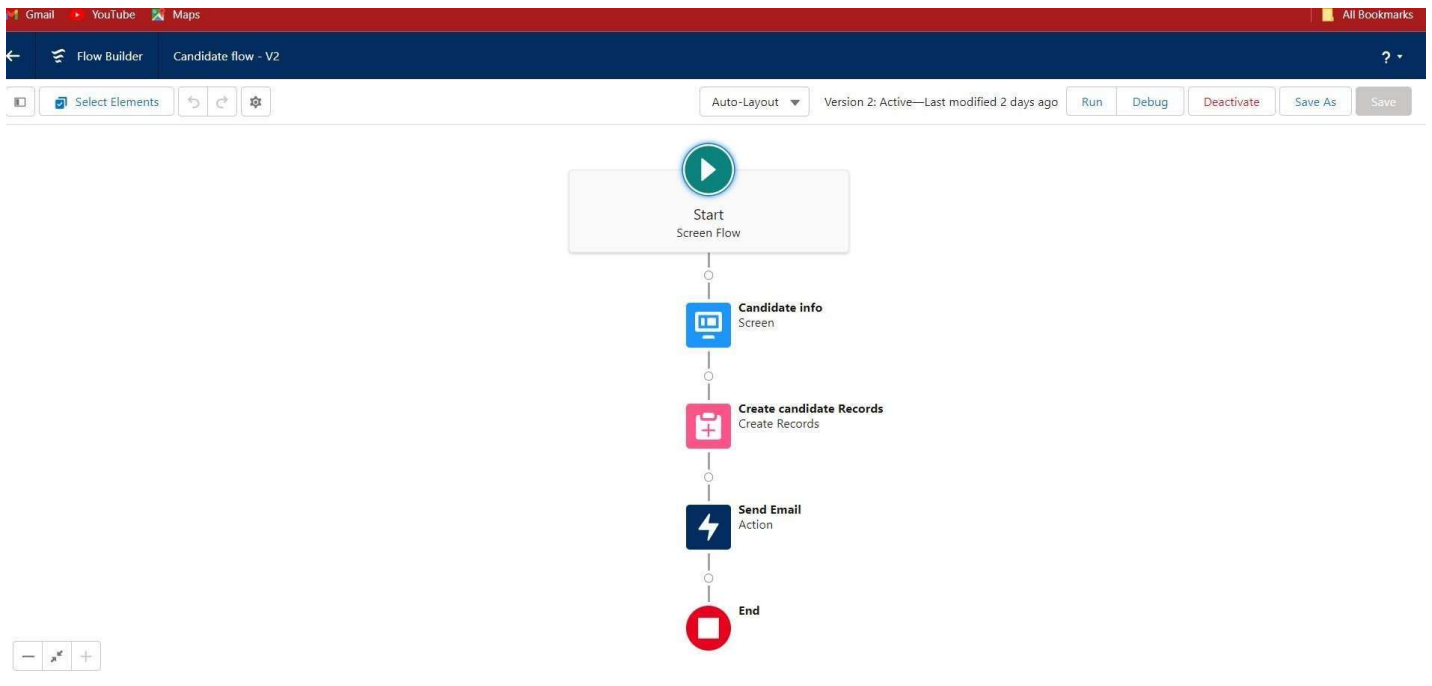 Gmail YouTube Maps All Bookmarks
Flow Builder Candidate flow - V2 ?
Select Elements Auto-Layout Version 2: Active—Last modified 2 days ago Run Debug Deactivate Save As Save
Start
Screen Flow
Candidate info
Screen
Create candidate Records
Create Records
Send Email
Action
End